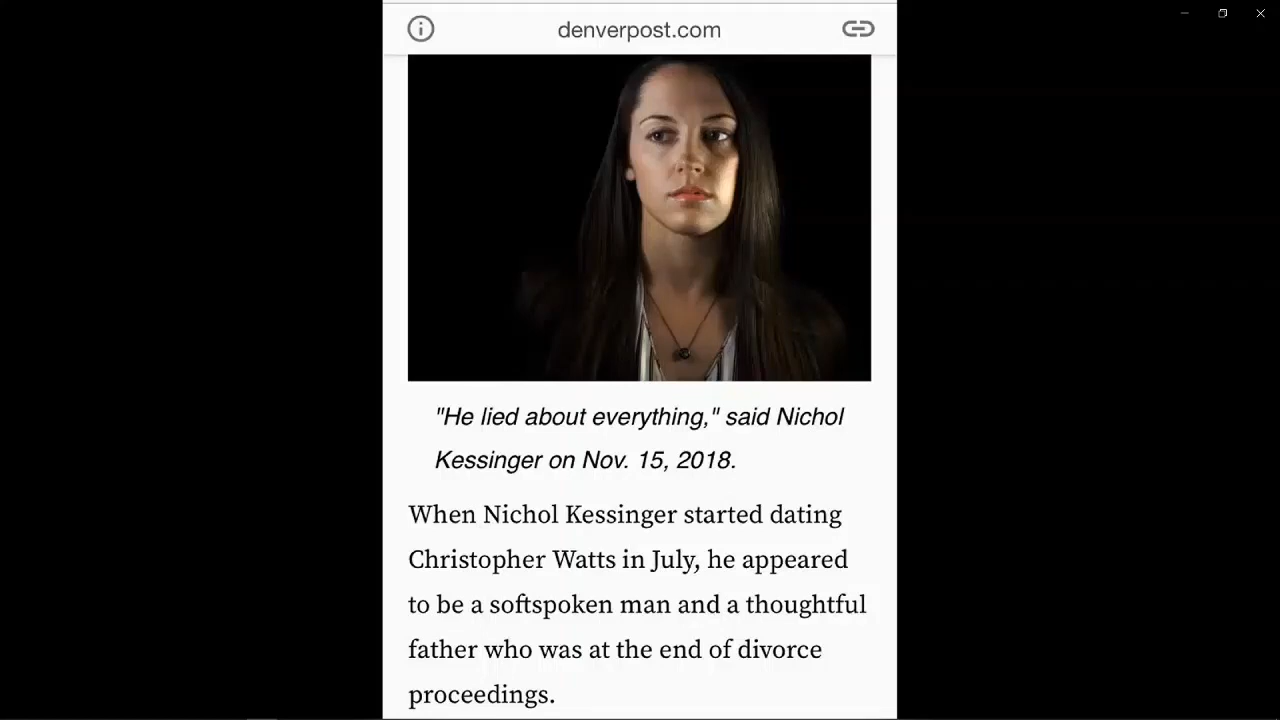 denverpost.com
"He lied about everything," said Nichol
Kessinger on Nov. 15, 2018.
When Nichol Kessinger started dating
Christopher Watts in July, he appeared
to be a softspoken man and a thoughtful
father who was at the end of divorce
proceedings.